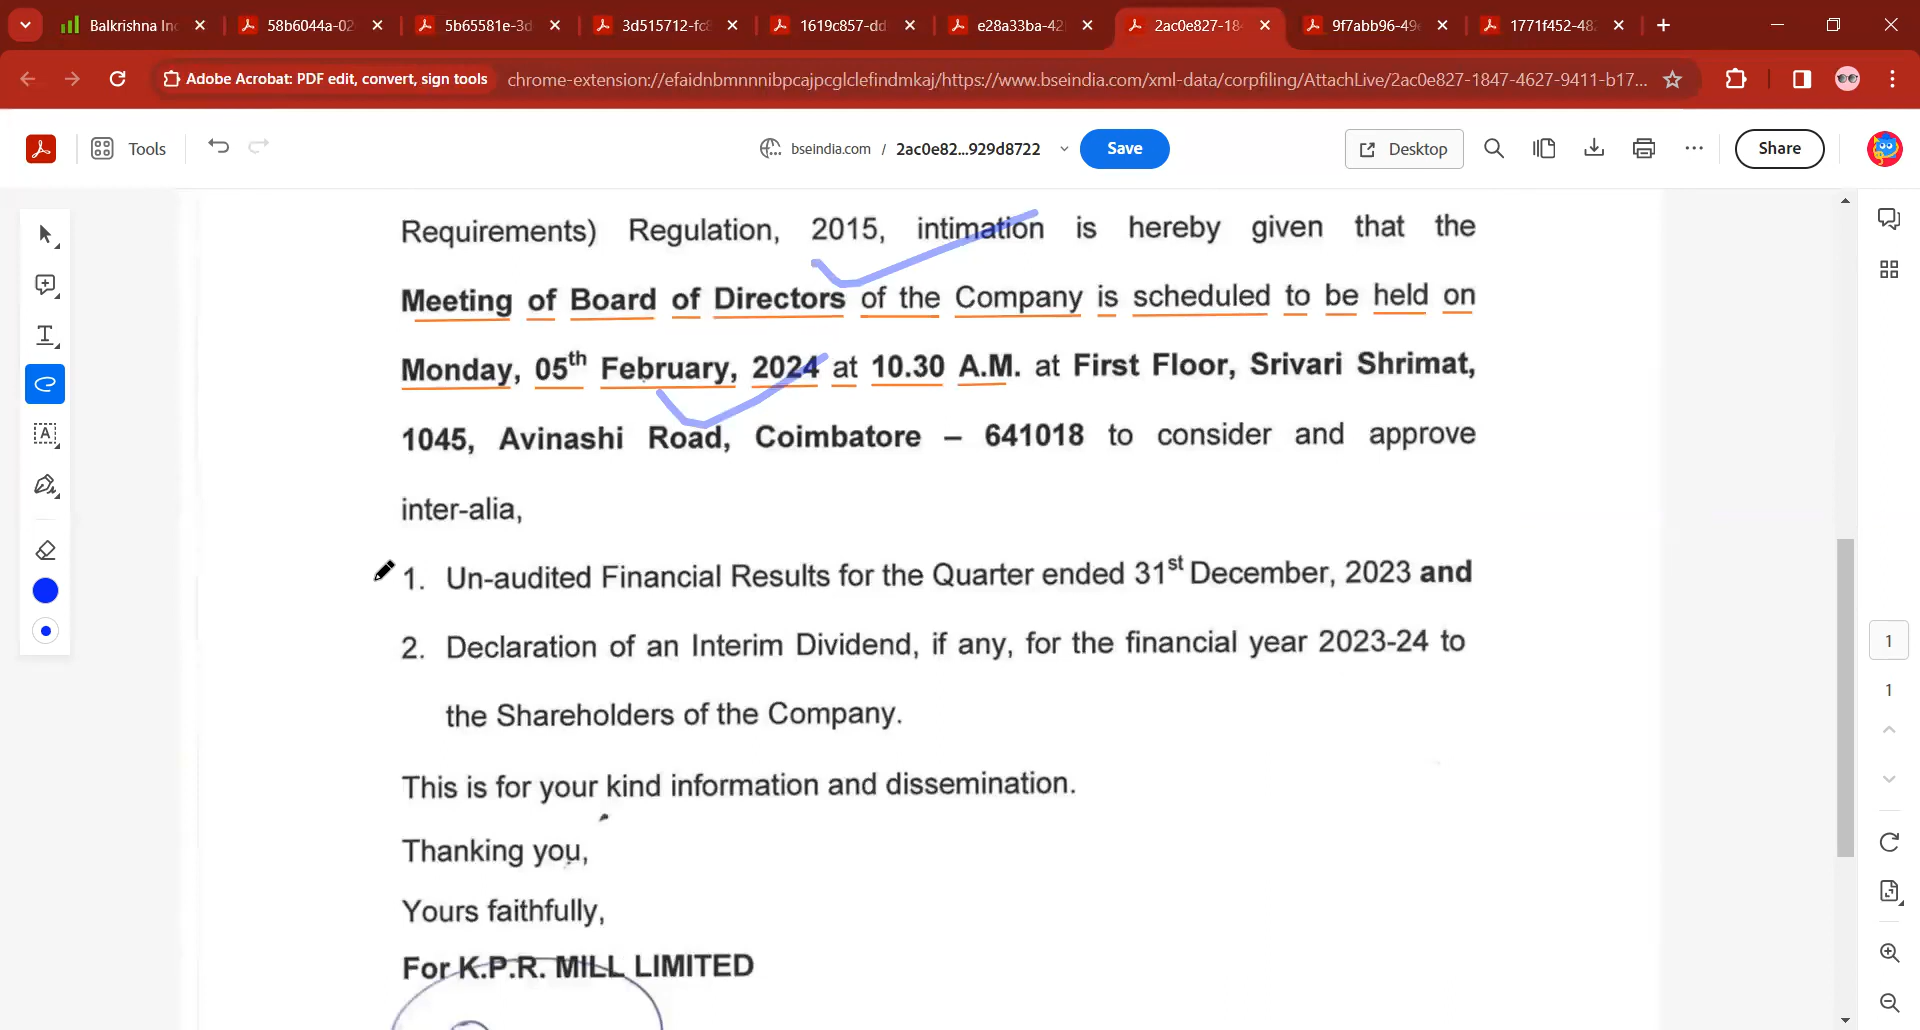 Balkrishna In
58b6044a-02
5b65581e-3d
3d515712-fc8
1619c857-dd
e28a33ba-42
2ac0e827-18
9f7abb96-49
1771f452-48
Adobe Acrobat: PDF edit, convert, sign tools
chrome-extension://efaidnbmnnnibpcajpcglclefindmkaj/https://www.bseindia.com/xml-data/corpfiling/AttachLive/2ac0e827-1847-4627-9411-b17...
Tools
bseindia.com / 2ac0e82...929d8722
Save
Desktop
Share
Requirements) Regulation, 2015, intimation is hereby given that the
Meeting of Board of Directors of the Company is scheduled to be held on
Monday, 05th February, 2024 at 10.30 A.M. at First Floor, Srivari Shrimat,
1045, Avinashi Road, Coimbatore – 641018 to consider and approve
inter-alia,
1. Un-audited Financial Results for the Quarter ended 31st December, 2023 and
2. Declaration of an Interim Dividend, if any, for the financial year 2023-24 to
the Shareholders of the Company.
This is for your kind information and dissemination.
Thanking you,
Yours faithfully,
For K.P.R. MILL LIMITED
1
1